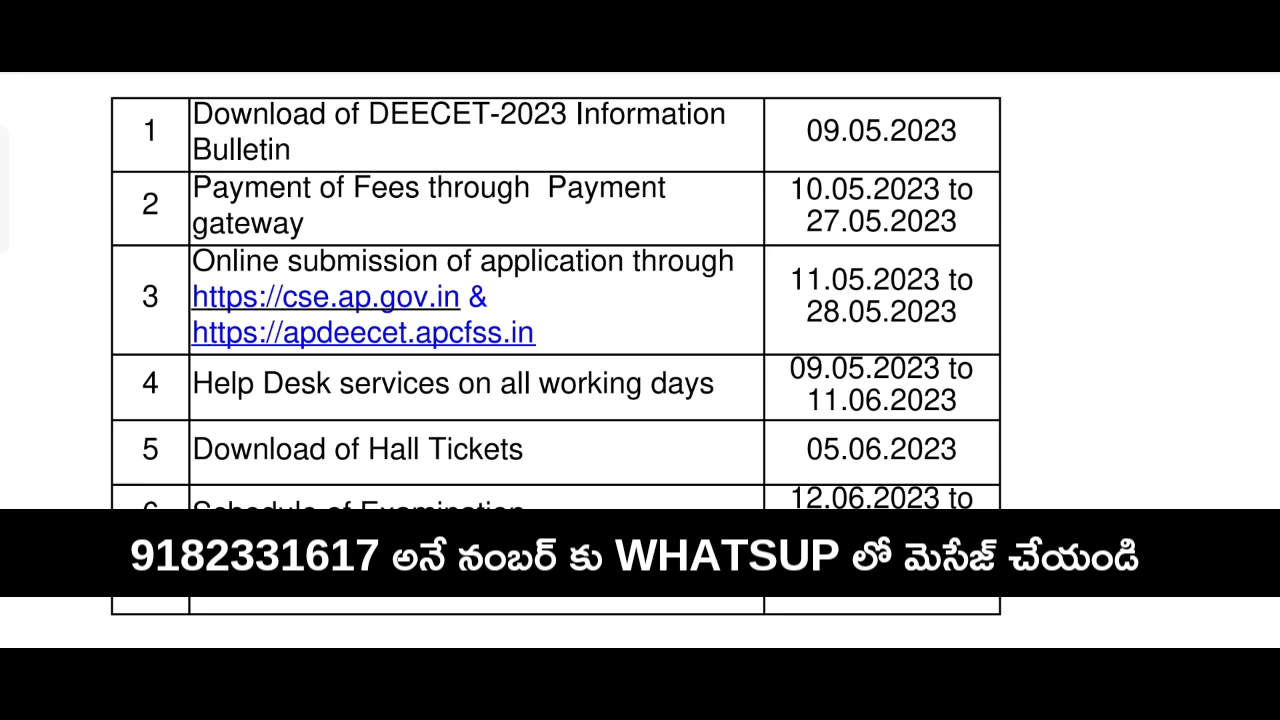 1
Download of DEECET-2023 Information
Bulletin
09.05.2023
2
Payment of Fees through Payment
gateway
10.05.2023 to
27.05.2023
3
Online submission of application through
https://cse.ap.gov.in &
https://apdeecet.apcfss.in
11.05.2023 to
28.05.2023
4
Help Desk services on all working days
09.05.2023 to
11.06.2023
5
Download of Hall Tickets
05.06.2023
6
Schedule of Examination
12.06.2023 to
9182331617 అనే నంబర్ కు WHATSUP లో మెసేజ్ చేయండి